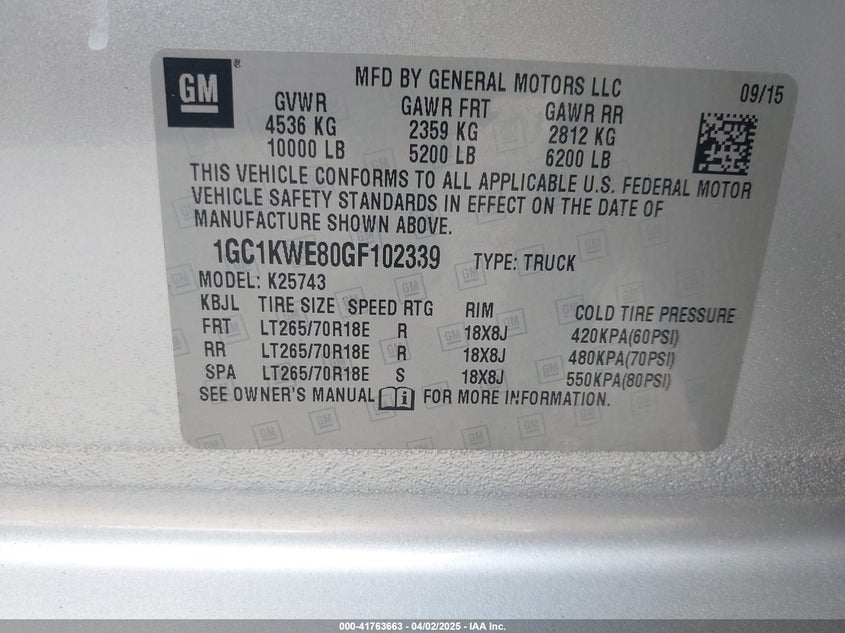 GM®
MFD BY GENERAL MOTORS LLC 09/15
GVWR GAWR FRT GAWR RR
4536 KG 2359 KG 2812 KG
10000 LB 5200 LB 6200 LB
THIS VEHICLE CONFORMS TO ALL APPLICABLE U.S. FEDERAL MOTOR
VEHICLE SAFETY STANDARDS IN EFFECT ON THE DATE OF
MANUFACTURE SHOWN ABOVE.
1GC1KWE80GF102339 TYPE: TRUCK
MODEL: K25743
KBJL TIRE SIZE SPEED RTG RIM COLD TIRE PRESSURE
FRT LT265/70R18E R 18X8J 420KPA(60PSI)
RR LT265/70R18E R 18X8J 480KPA(70PSI)
SPA LT265/70R18E S 18X8J 550KPA(80PSI)
SEE OWNER'S MANUAL FOR MORE INFORMATION.
000-41763663 - 04/02/2025 - IAA Inc.